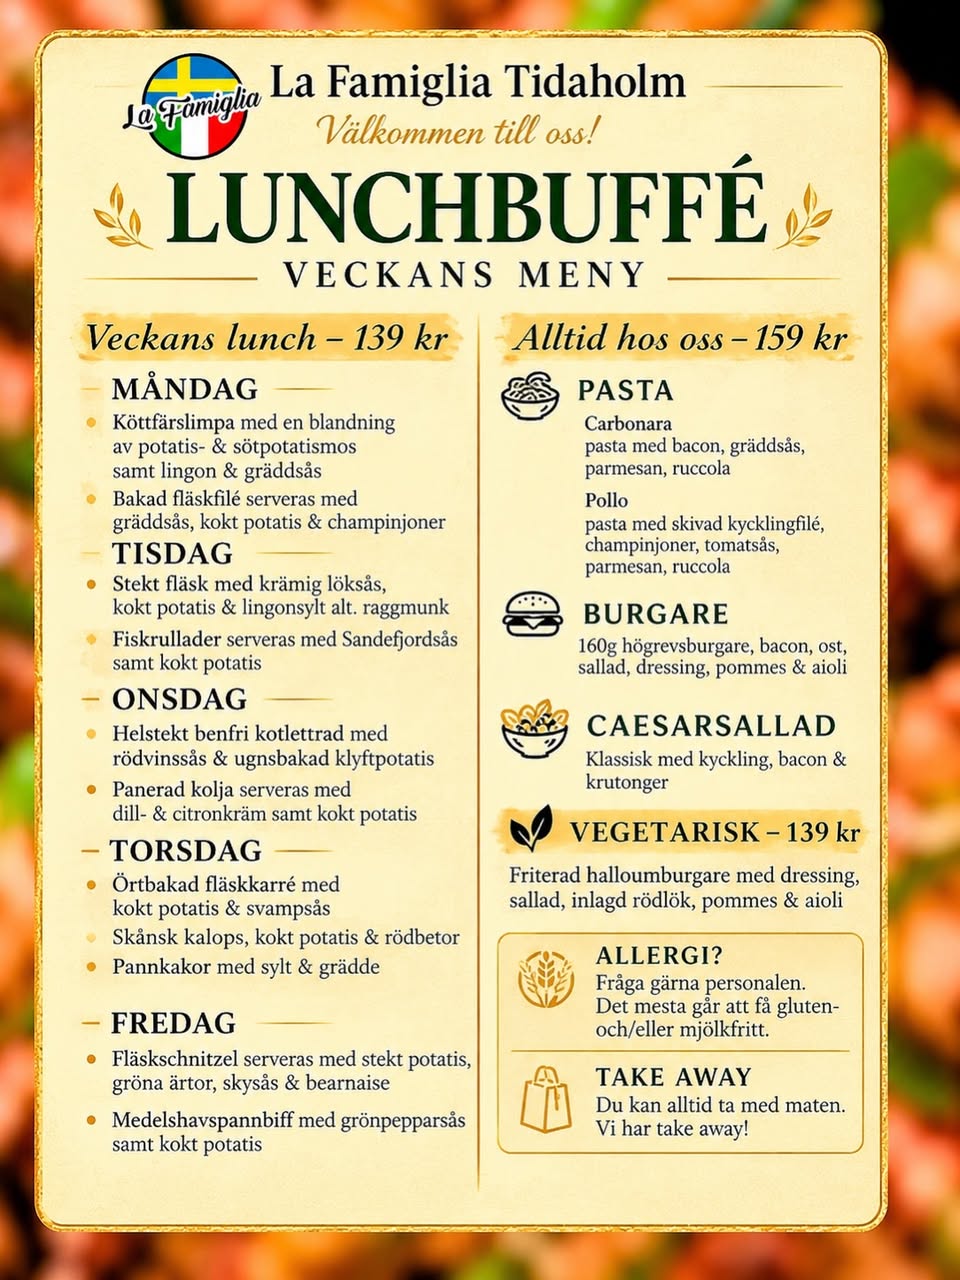 La Famiglia
La Famiglia Tidaholm
Välkommen till oss!
LUNCHBUFFÉ
VECKANS MENY
Veckans lunch – 139 kr
MÅNDAG
Köttfärslimpa med en blandning
av potatis- & sötpotatismos
samt lingon & gräddsås
Bakad fläskfilé serveras med
gräddsås, kokt potatis & champinjoner
TISDAG
Stekt fläsk med krämig löksås,
kokt potatis & lingonsylt alt. raggmunk
Fiskrullader serveras med Sandefjordsås
samt kokt potatis
ONSDAG
Helstekt benfri kotlettrad med
rödvinssås & ugnsbakad klyftpotatis
Panerad kolja serveras med
dill- & citronkräm samt kokt potatis
TORSDAG
Örtbakad fläskkarré med
kokt potatis & svampsås
Skånsk kalops, kokt potatis & rödbetor
Pannkakor med sylt & grädde
FREDAG
Fläskschnitzel serveras med stekt potatis,
gröna ärtor, skysås & bearnaise
Medelshavspannbiff med grönpepparsås
samt kokt potatis
Alltid hos oss – 159 kr
PASTA
Carbonara
pasta med bacon, gräddsås,
parmesan, ruccola
Pollo
pasta med skivad kycklingfilé,
champinjoner, tomatsås,
parmesan, ruccola
BURGARE
160g högrevsburgare, bacon, ost,
sallad, dressing, pommes & aioli
CAESARSALLAD
Klassisk med kyckling, bacon &
krutonger
VEGETARISK – 139 kr
Friterad halloumburgare med dressing,
sallad, inlagd rödlök, pommes & aioli
ALLERGI?
Fråga gärna personalen.
Det mesta går att få gluten-
och/eller mjölkfritt.
TAKE AWAY
Du kan alltid ta med maten.
Vi har take away!